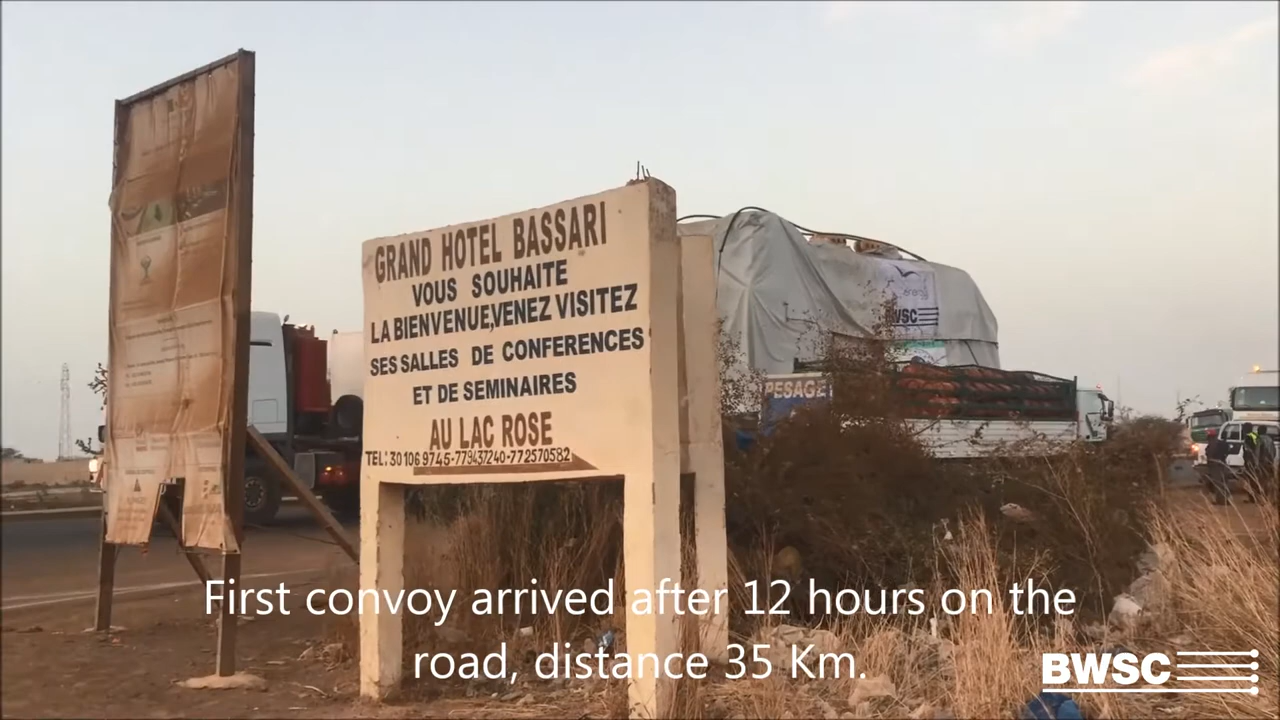 GRAND HOTEL BASSARI
VOUS SOUHAITE
LA BIENVENUE,VENEZ VISITEZ
SES SALLES DE CONFERENCES
ET DE SEMINAIRES
AU LAC ROSE
TEL: 30106 9745-779437240-772570582
BWSC
PESAGE
First convoy arrived after 12 hours on the
road, distance 35 Km.
BWSC